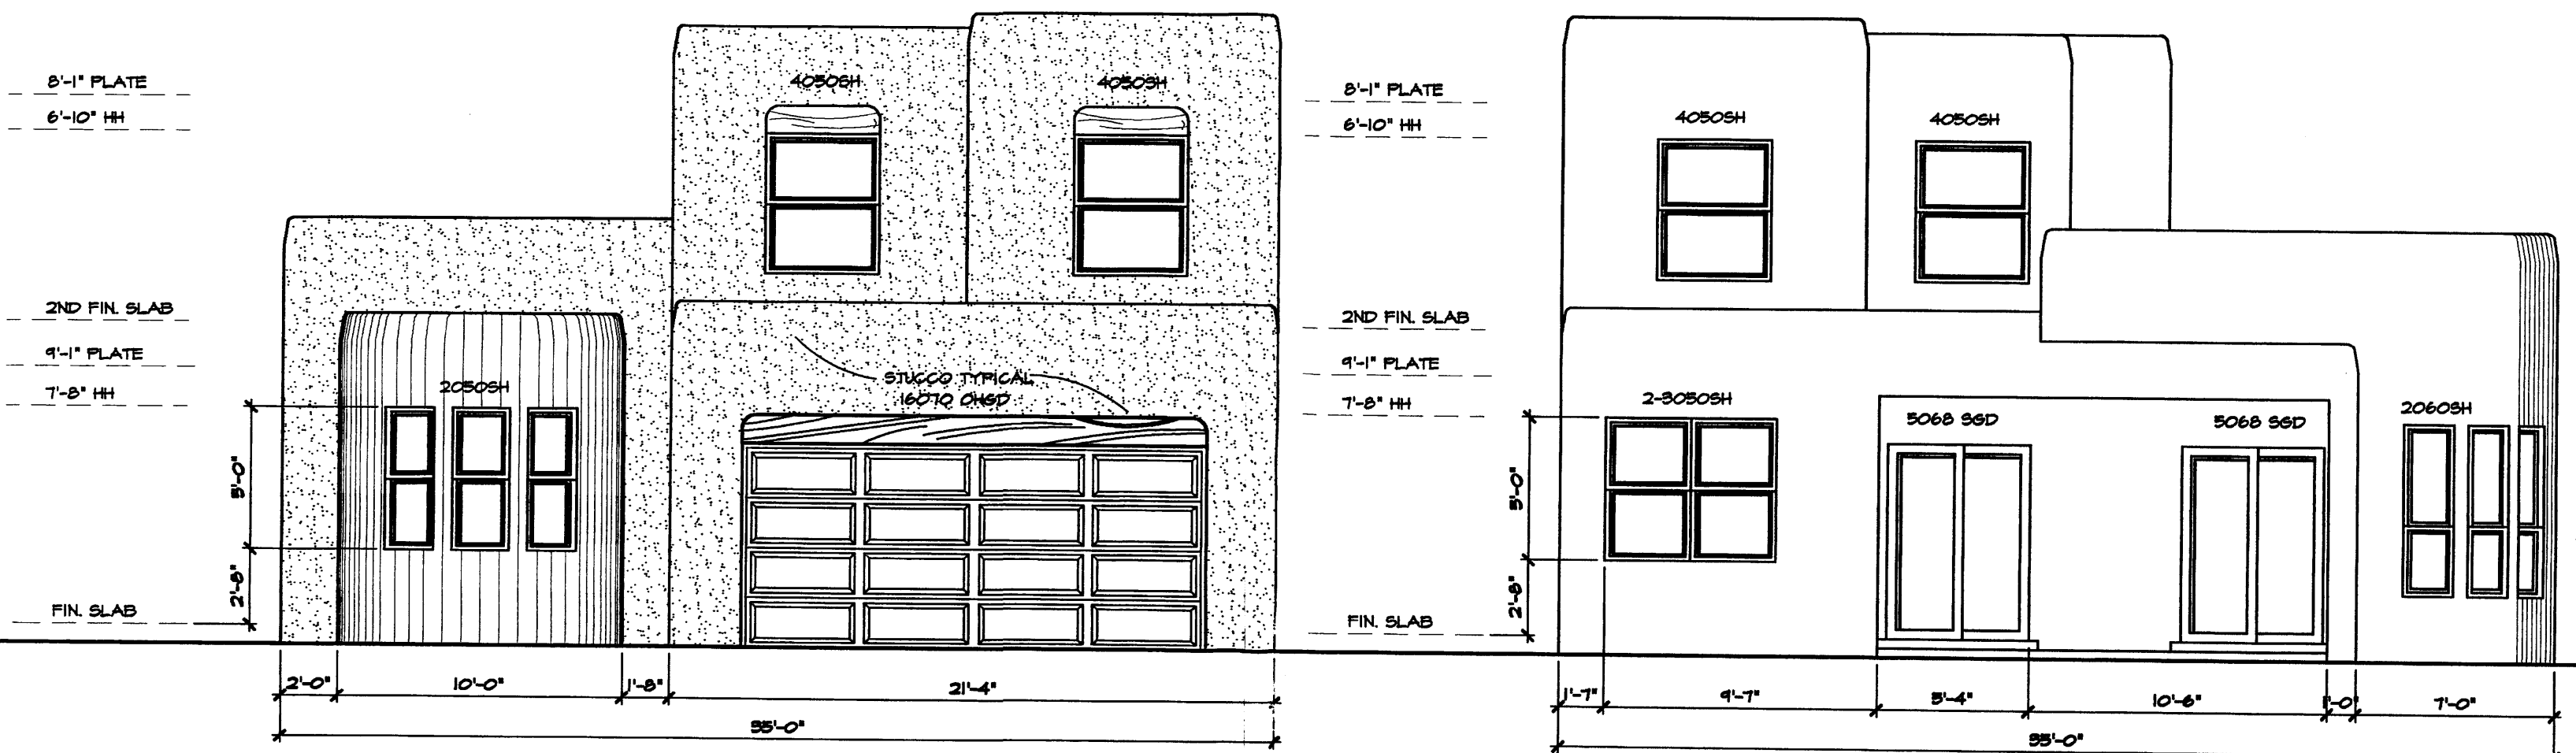 8'-1" PLATE
6'-10" HH
2ND FIN. SLAB
9'-1" PLATE
7'-8" HH
FIN. SLAB
5'-0"
2'-8"
4050SH
4050SH
2050SH
STUCCO TYPICAL
16070 OHGD
2'-0"
10'-0"
1'-8"
21'-4"
35'-0"
8'-1" PLATE
6'-10" HH
2ND FIN. SLAB
9'-1" PLATE
7'-8" HH
FIN. SLAB
5'-0"
2'-8"
4050SH
4050SH
2-3050SH
5068 SGD
5068 SGD
2060SH
1'-7"
9'-7"
5'-4"
10'-6"
1'-0"
7'-0"
35'-0"